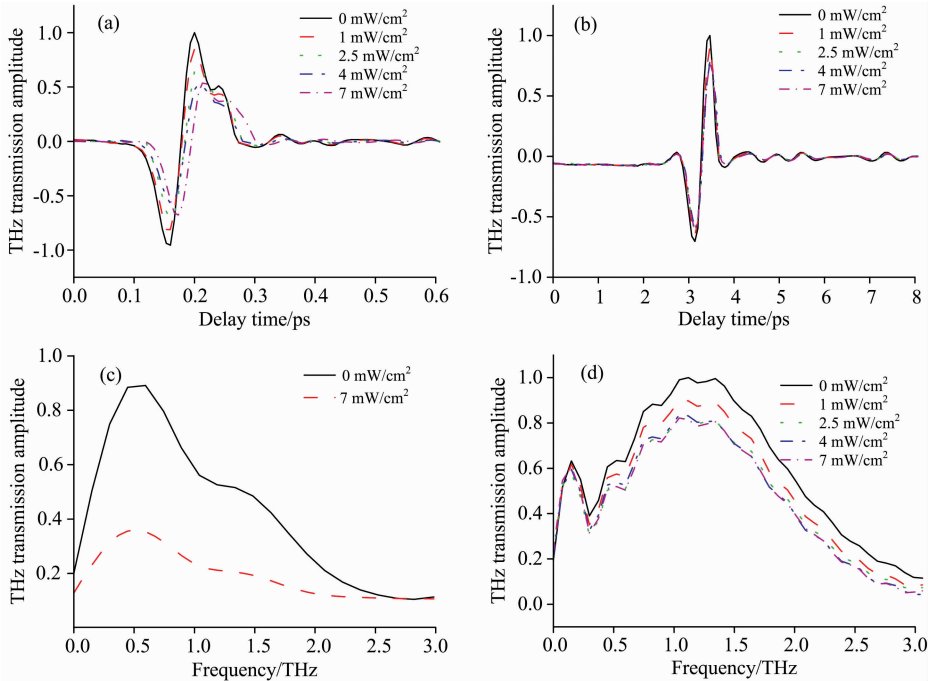 (a)
0 mW/cm²
1 mW/cm²
2.5 mW/cm²
4 mW/cm²
7 mW/cm²
THz transmission amplitude
1.0
0.5
0.0
-0.5
-1.0
0.0 0.1 0.2 0.3 0.4 0.5 0.6
Delay time/ps
(b)
0 mW/cm²
1 mW/cm²
2.5 mW/cm²
4 mW/cm²
7 mW/cm²
THz transmission amplitude
1.0
0.5
0.0
-0.5
-1.0
0 1 2 3 4 5 6 7 8
Delay time/ps
(c)
0 mW/cm²
7 mW/cm²
THz transmission amplitude
1.0
0.8
0.6
0.4
0.2
0.0 0.5 1.0 1.5 2.0 2.5 3.0
Frequency/THz
(d)
0 mW/cm²
1 mW/cm²
2.5 mW/cm²
4 mW/cm²
7 mW/cm²
THz transmission amplitude
1.0
0.8
0.6
0.4
0.2
0.0
0.0 0.5 1.0 1.5 2.0 2.5 3.0
Frequency/THz